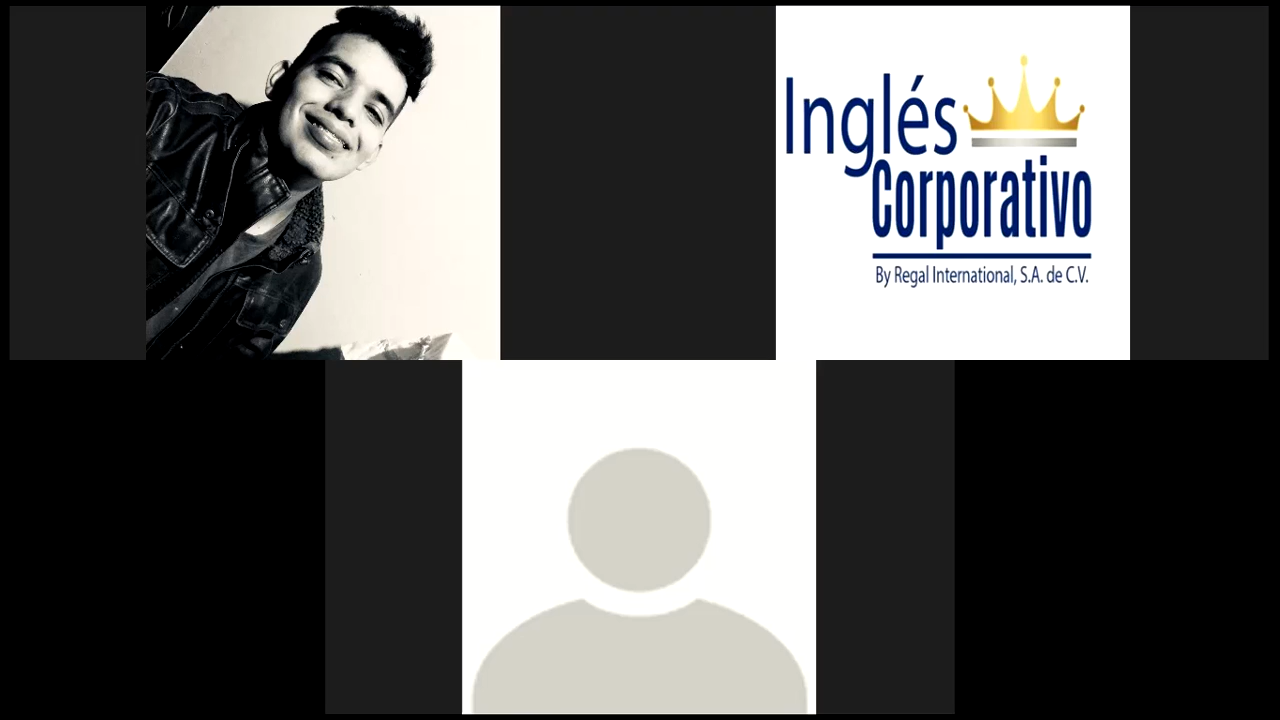 Inglés
Corporativo
By Regal International, S.A. de C.V.